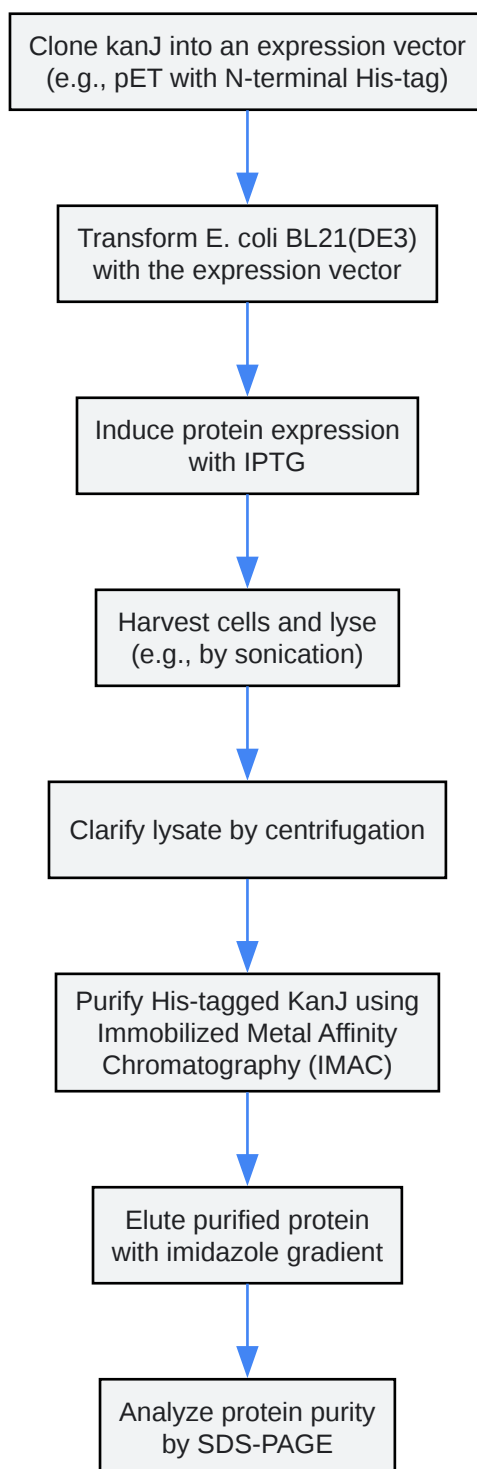 Clone kanJ into an expression vector
(e.g., pET with N-terminal His-tag)
Transform E. coli BL21(DE3)
with the expression vector
Induce protein expression
with IPTG
Harvest cells and lyse
(e.g., by sonication)
Clarify lysate by centrifugation
Purify His-tagged KanJ using
Immobilized Metal Affinity
Chromatography (IMAC)
Elute purified protein
with imidazole gradient
Analyze protein purity
by SDS-PAGE